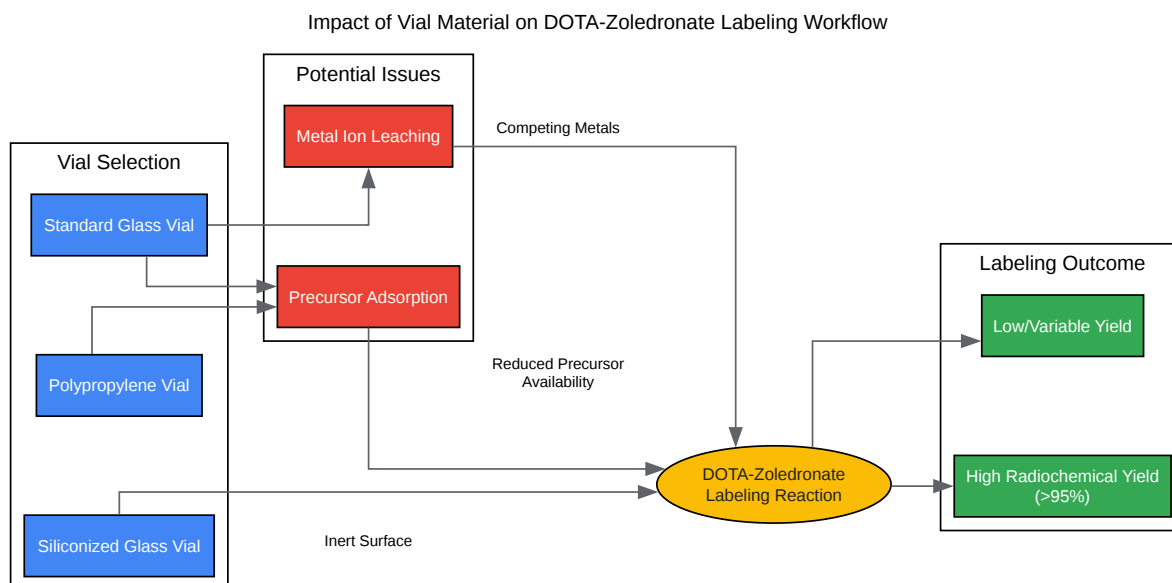 Impact of Vial Material on DOTA-Zoledronate Labeling Workflow
Potential Issues
Metal Ion Leaching
Competing Metals
Vial Selection
Standard Glass Vial
Precursor Adsorption
Labeling Outcome
Low/Variable Yield
Polypropylene Vial
Reduced Precursor
Availability
DOTA-Zoledronate
Labeling Reaction
High Radiochemical Yield
(>95%)
Siliconized Glass Vial
Inert Surface